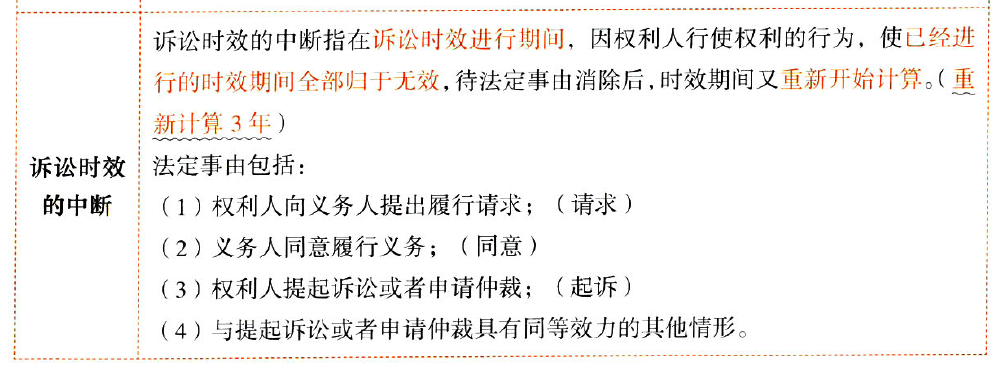 诉讼时效的中断指在诉讼时效进行期间，因权利人行使权利的行为，使已经进
行的时效期间全部归于无效，待法定事由消除后，时效期间又重新开始计算。（重
新计算3年）
诉讼时效
的中断
法定事由包括：
（1）权利人向义务人提出履行请求；（请求）
（2）义务人同意履行义务；（同意）
（3）权利人提起诉讼或者申请仲裁；（起诉）
（4）与提起诉讼或者申请仲裁具有同等效力的其他情形。